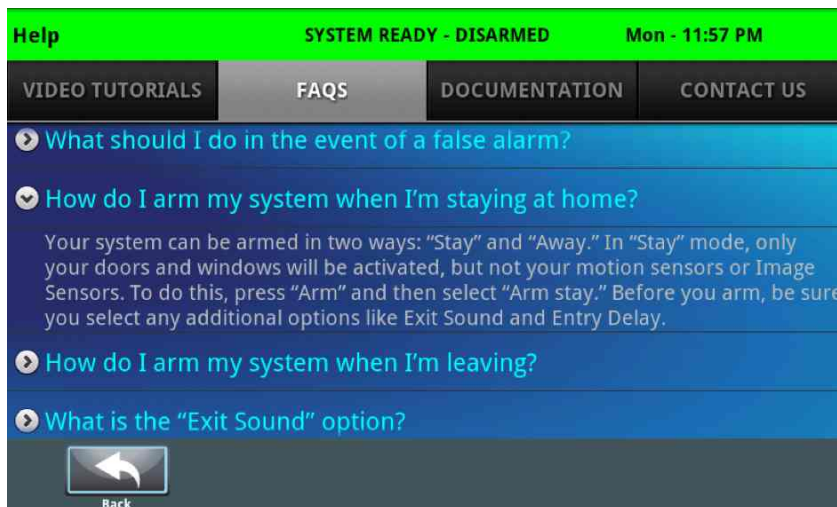 Help SYSTEM READY - DISARMED Mon - 11:57 PM
VIDEO TUTORIALS FAQS DOCUMENTATION CONTACT US
What should I do in the event of a false alarm?
How do I arm my system when I'm staying at home?
Your system can be armed in two ways: “Stay” and “Away.” In “Stay” mode, only
your doors and windows will be activated, but not your motion sensors or Image
Sensors. To do this, press “Arm” and then select “Arm stay.” Before you arm, be sure
you select any additional options like Exit Sound and Entry Delay.
How do I arm my system when I'm leaving?
What is the “Exit Sound” option?
Back